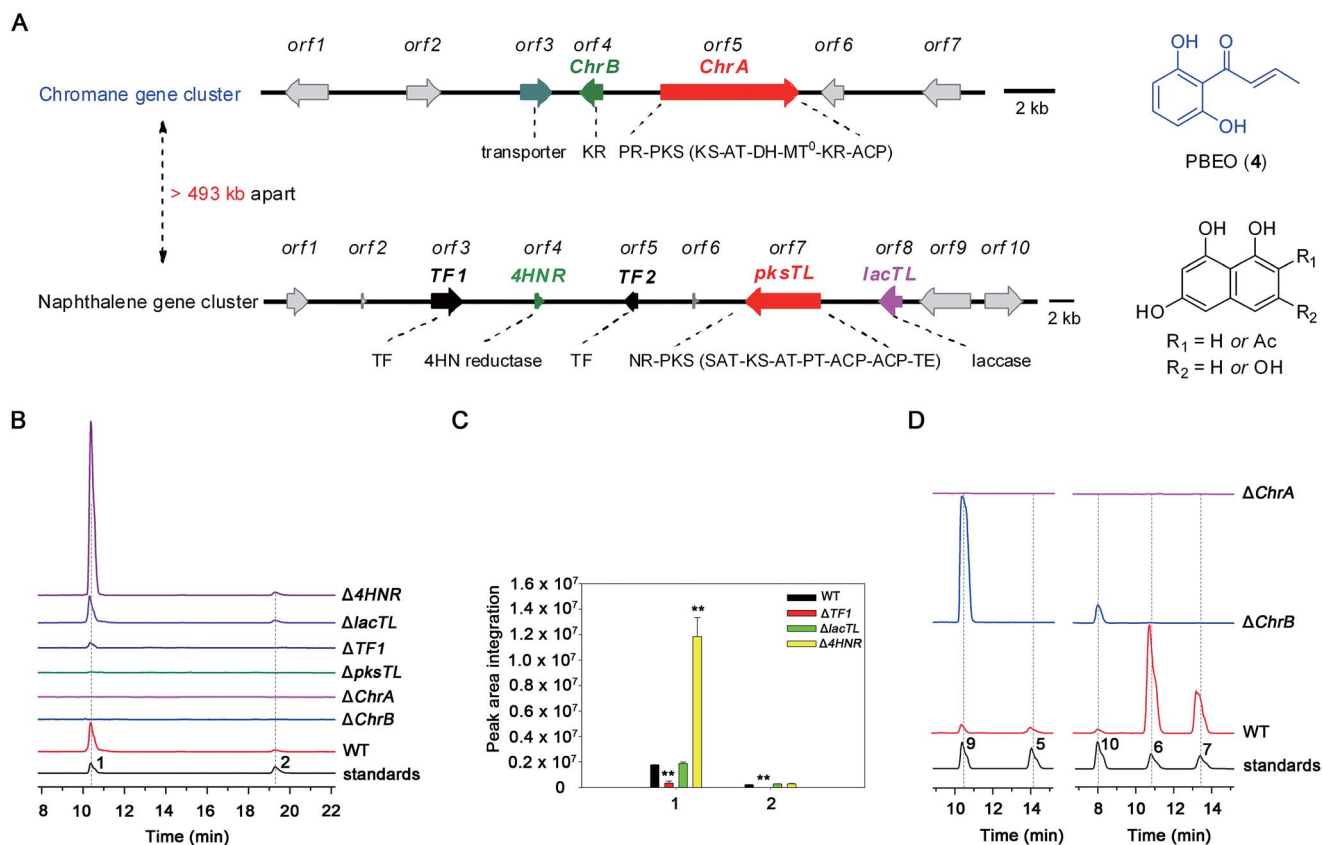 A
orf1 orf2 orf3 orf4 orf5 orf6 orf7
ChrB ChrA
Chromane gene cluster
2 kb
transporter KR PR-PKS (KS-AT-DH-MT⁰-KR-ACP)
> 493 kb apart
OH O
OH
PBEO (4)
orf1 orf2 orf3 orf4 orf5 orf6 orf7 orf8 orf9 orf10
TF1 4HNR TF2 pksTL lacTL
Naphthalene gene cluster
2 kb
TF 4HN reductase TF NR-PKS (SAT-KS-AT-PT-ACP-ACP-TE) laccase
OH OH
R₁
HO R₂
R₁ = H or Ac
R₂ = H or OH
B
Δ4HNR
ΔlacTL
ΔTF1
ΔpksTL
ΔChrA
ΔChrB
WT
1 2 standards
8 10 12 14 16 18 20 22
Time (min)
C
Peak area integration
1.6 x 10⁷
1.4 x 10⁷
1.2 x 10⁷
1.0 x 10⁷
0.8 x 10⁷
0.6 x 10⁷
0.4 x 10⁷
0.2 x 10⁷
0
WT
ΔTF1
ΔlacTL
Δ4HNR
**
** **
1 2
D
ΔChrA
ΔChrB
WT
9 5 10 6 7 standards
10 12 14 8 10 12 14
Time (min) Time (min)